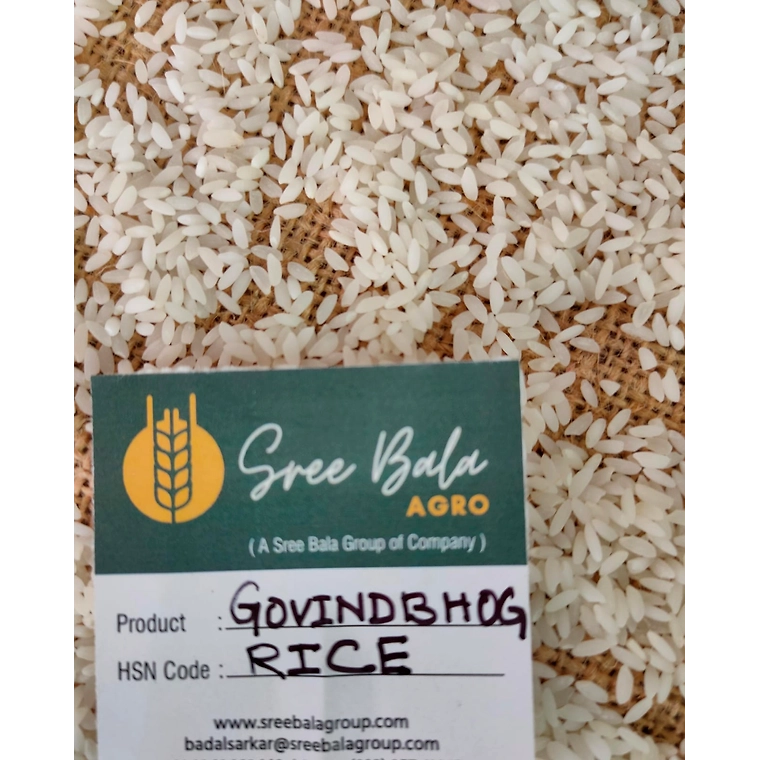 Sree Bala
AGRO
( A Sree Bala Group of Company )
Product : GOVINDBHOG
HSN Code : RICE
www.sreebalagroup.com
badalsarkar@sreebalagroup.com